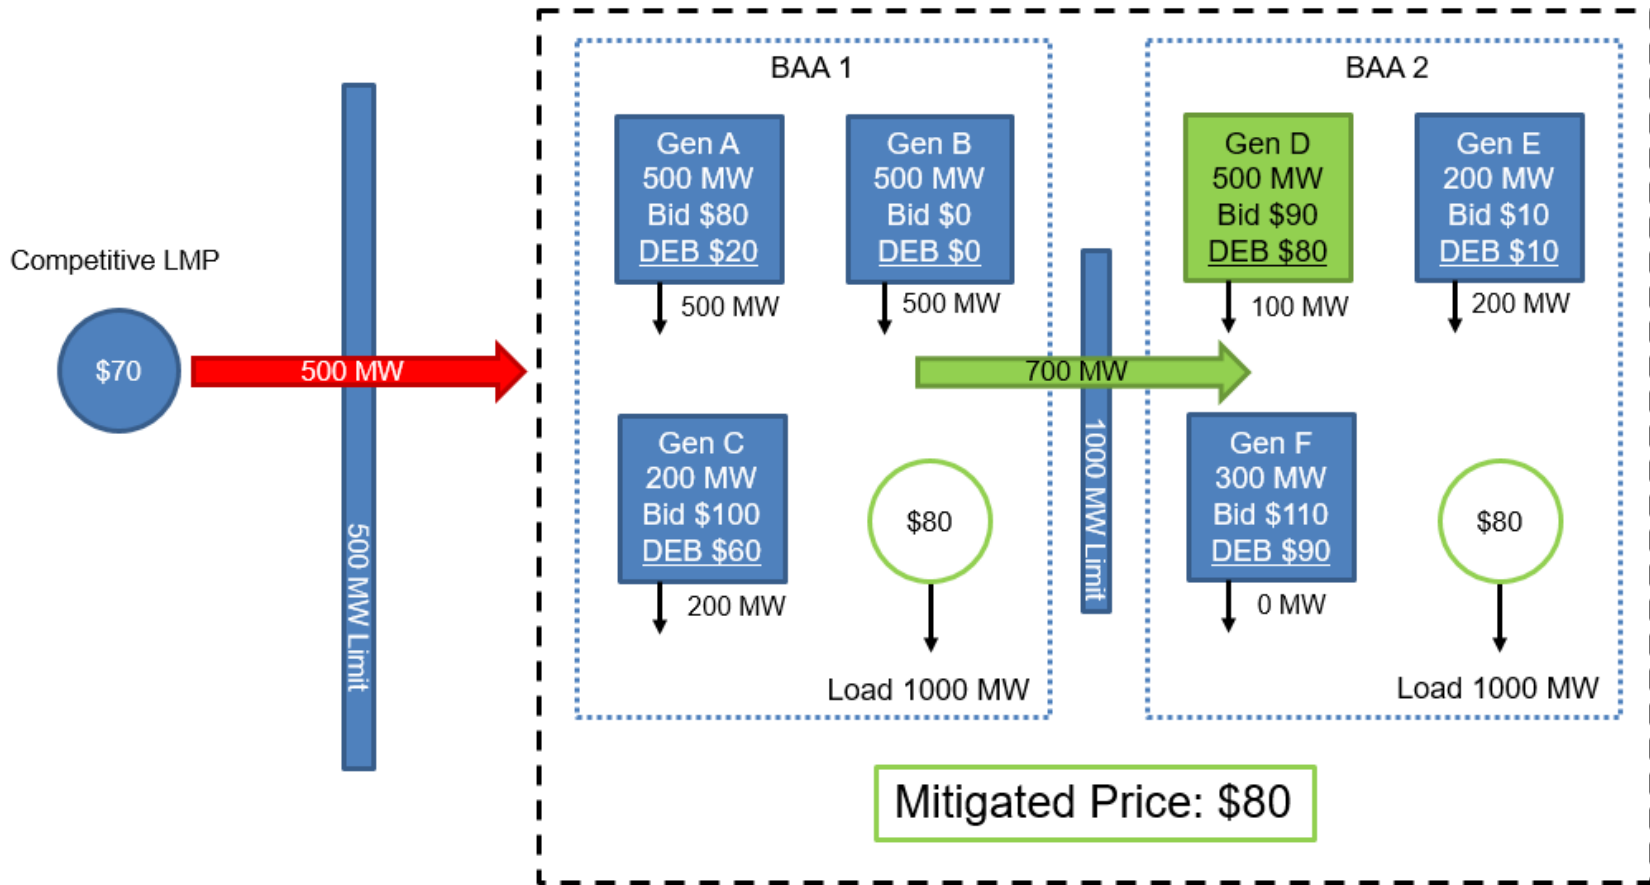 BAA 1
BAA 2
Gen A
500 MW
Bid $80
DEB $20
500 MW
Gen B
500 MW
Bid $0
DEB $0
500 MW
Gen D
500 MW
Bid $90
DEB $80
100 MW
Gen E
200 MW
Bid $10
DEB $10
200 MW
Competitive LMP
$70
500 MW
500 MW Limit
700 MW
1000 MW Limit
Gen C
200 MW
Bid $100
DEB $60
200 MW
$80
Load 1000 MW
Gen F
300 MW
Bid $110
DEB $90
0 MW
$80
Load 1000 MW
Mitigated Price: $80